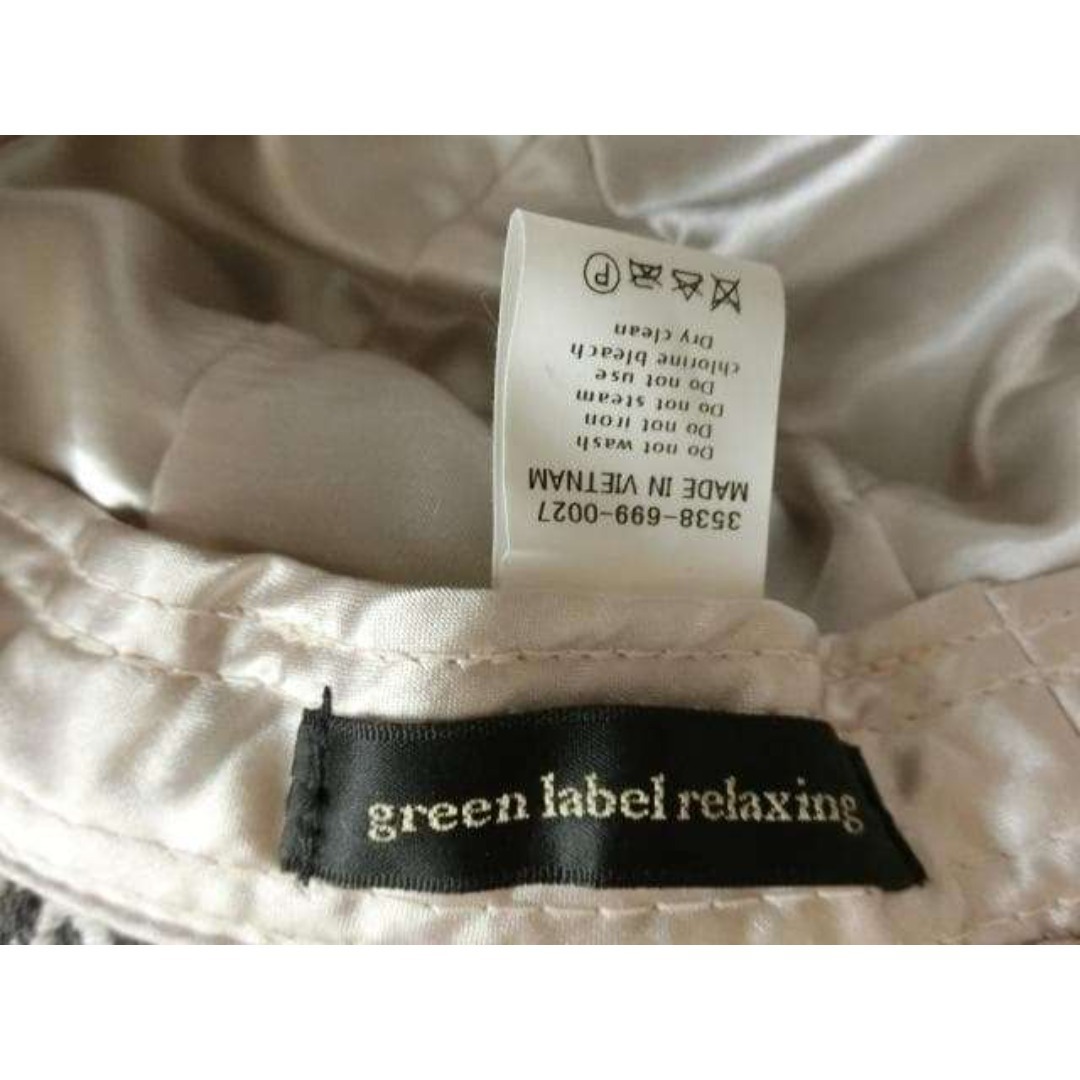 3538-699-0027
MADE IN VIETNAM
Do not wash
Do not iron
Do not steam
Do not use
chlorine bleach
Dry clean
P
green label relaxing